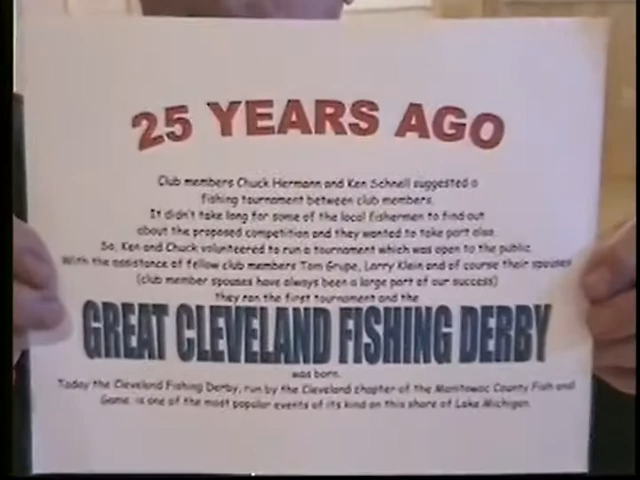 25 YEARS AGO
Club members Chuck Hermann and Ken Schnell suggested a
fishing tournament between club members.
It didn't take long for some of the local fishermen to find out
about the proposed competition and they wanted to take part also.
So, Ken and Chuck volunteered to run a tournament which was open to the public.
With the assistance of fellow club members Tom Grupe, Larry Klein and of course their spouses
(club member spouses have always been a large part of our success)
they ran the first tournament and the
GREAT CLEVELAND FISHING DERBY
was born.
Today the Cleveland Fishing Derby, run by the Cleveland chapter of the Manitowoc County Fish and
Game, is one of the most popular events of its kind on this shore of Lake Michigan.